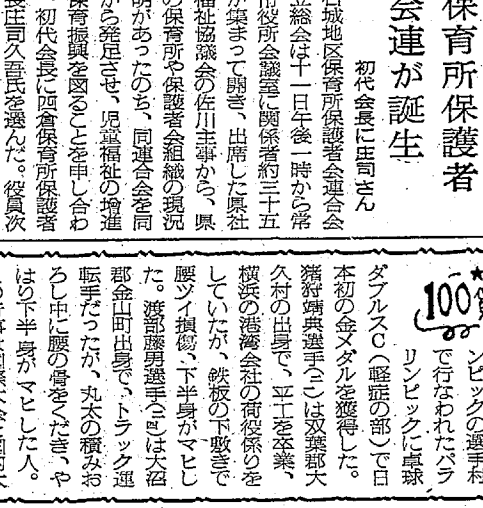 保育所保護者
会連が誕生
初代会長に庄司さん
城地区保育所保護者会連合会
立総会は十一日午後一時から常
市役所会議室に関係者約三十五
が集まって開き、出席した県社
福祉協議会の佐川主事から、県
の保育所や保護者会組織の現況
明があったのち、同連合会を同
から発足させ、児童福祉の増進
保育振興を図ることを申し合わ
初代会長に四倉保育所保護者
長庄司久吾氏を選んだ。役員次
100
ンピックの選手村
で行なわれたパラ
リンピックに卓球
ダブルスC(軽症の部)で日
本初の金メダルを獲得した。
猪狩靖典選手は双葉郡大
久村の出身で、平工を卒業、
横浜の港湾会社の荷役係りを
していたが、鉄板の下敷きで
腰ツイ損傷、下半身がマヒし
た。渡部藤男選手は大沼
郡金山町出身で、トラック運
転手だったが、丸太の積みお
ろし中に腰の骨をくだき、や
はり下半身がマヒした人。